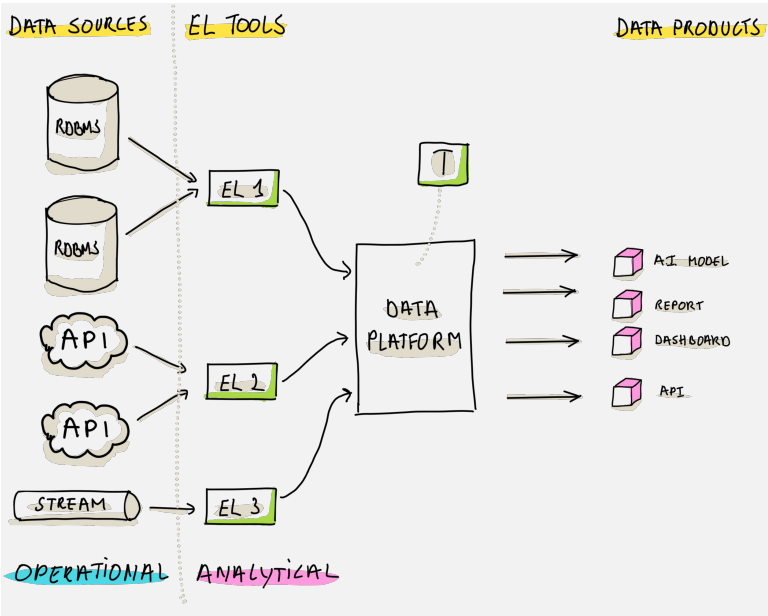 DATA SOURCES
EL TOOLS
DATA PRODUCTS
RDBMS
RDBMS
API
API
STREAM
EL 1
EL 2
EL 3
T
DATA
PLATFORM
AI MODEL
REPORT
DASHBOARD
API
OPERATIONAL
ANALYTICAL